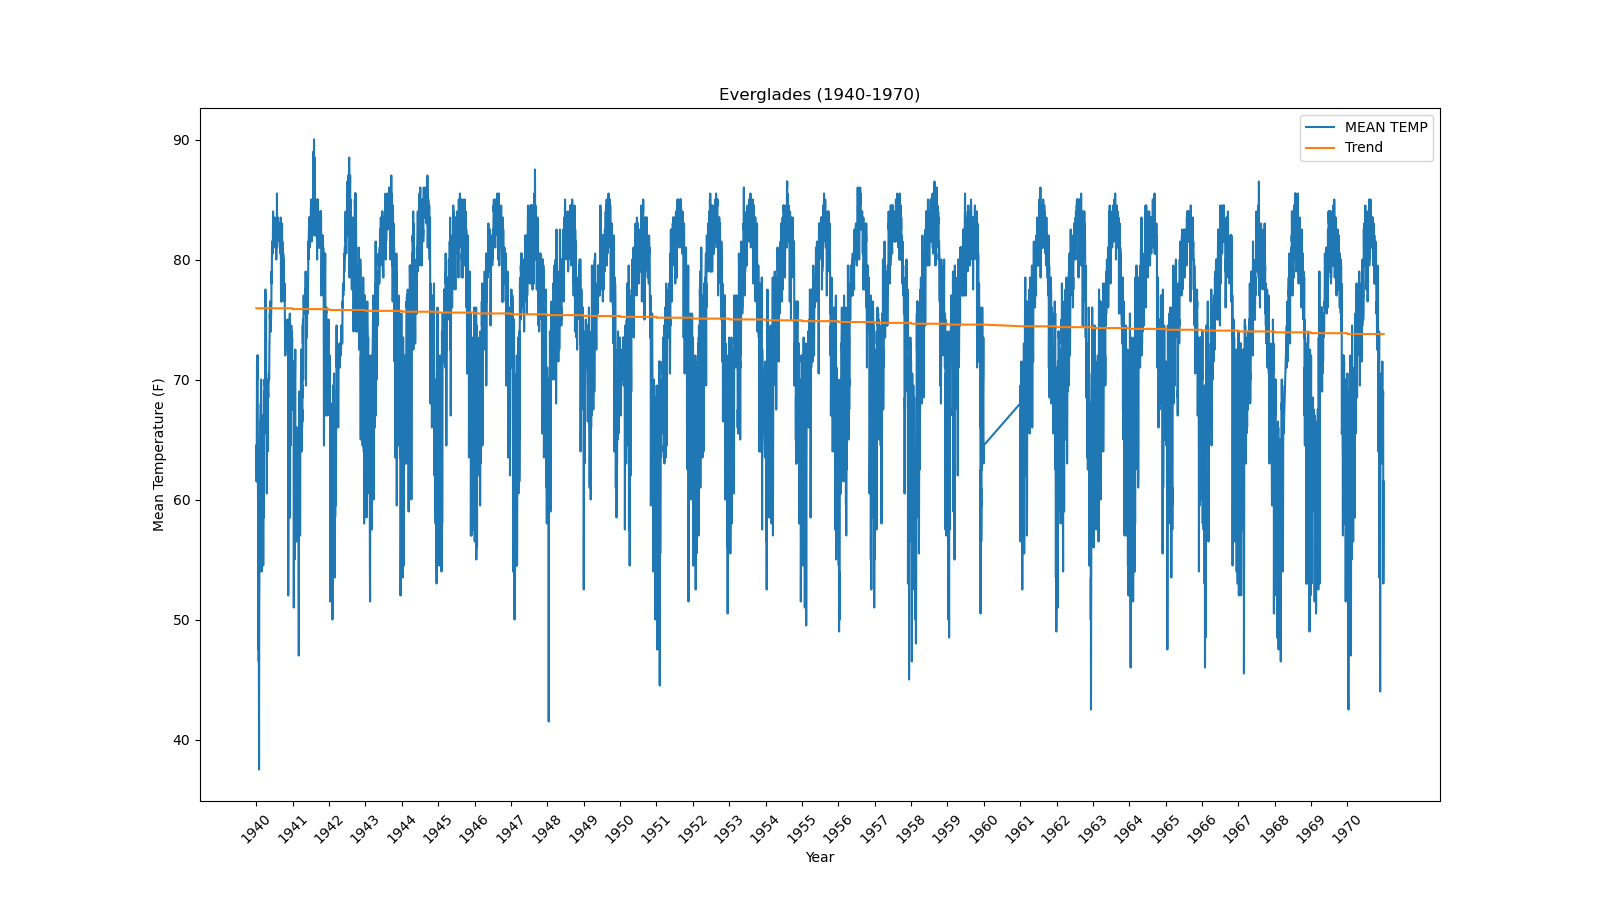 Everglades (1940-1970)
MEAN TEMP
Trend
Mean Temperature (F)
90
80
70
60
50
40
1940 1941 1942 1943 1944 1945 1946 1947 1948 1949 1950 1951 1952 1953 1954 1955 1956 1957 1958 1959 1960 1961 1962 1963 1964 1965 1966 1967 1968 1969 1970
Year